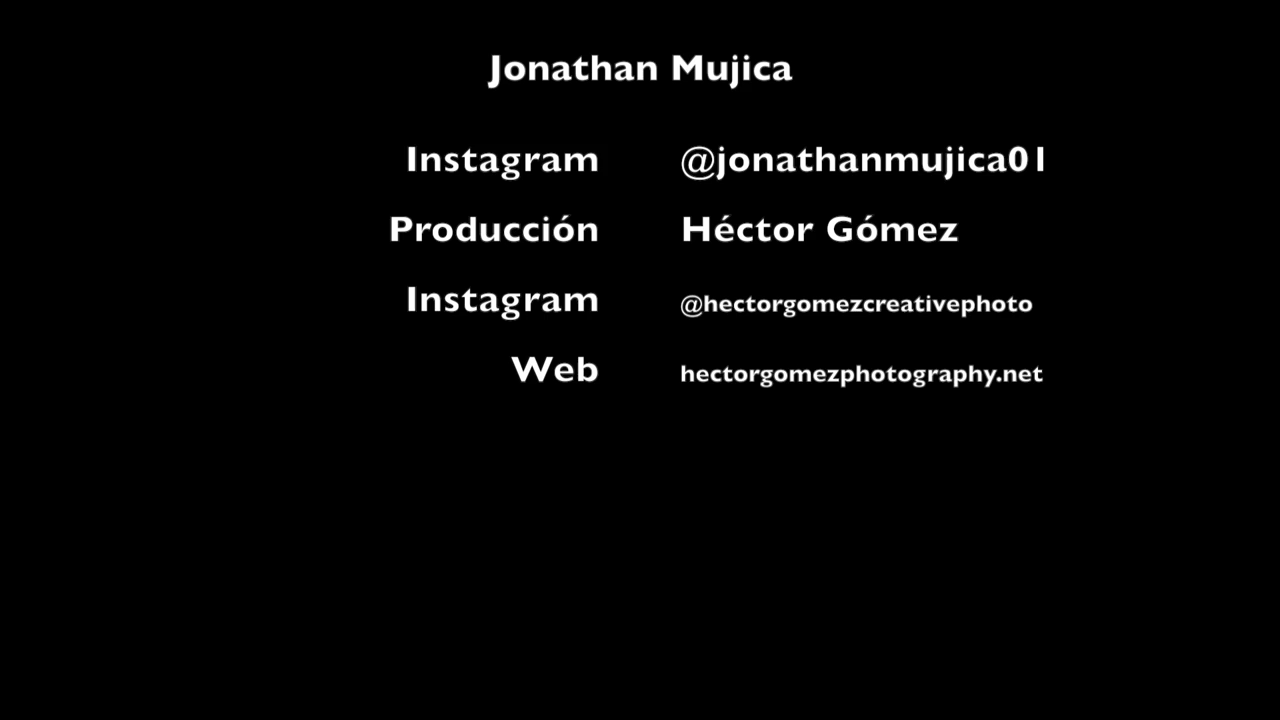 Jonathan Mujica
Instagram @jonathanmujica01
Producción Héctor Gómez
Instagram @hectorgomezcreativephoto
Web hectorgomezphotography.net